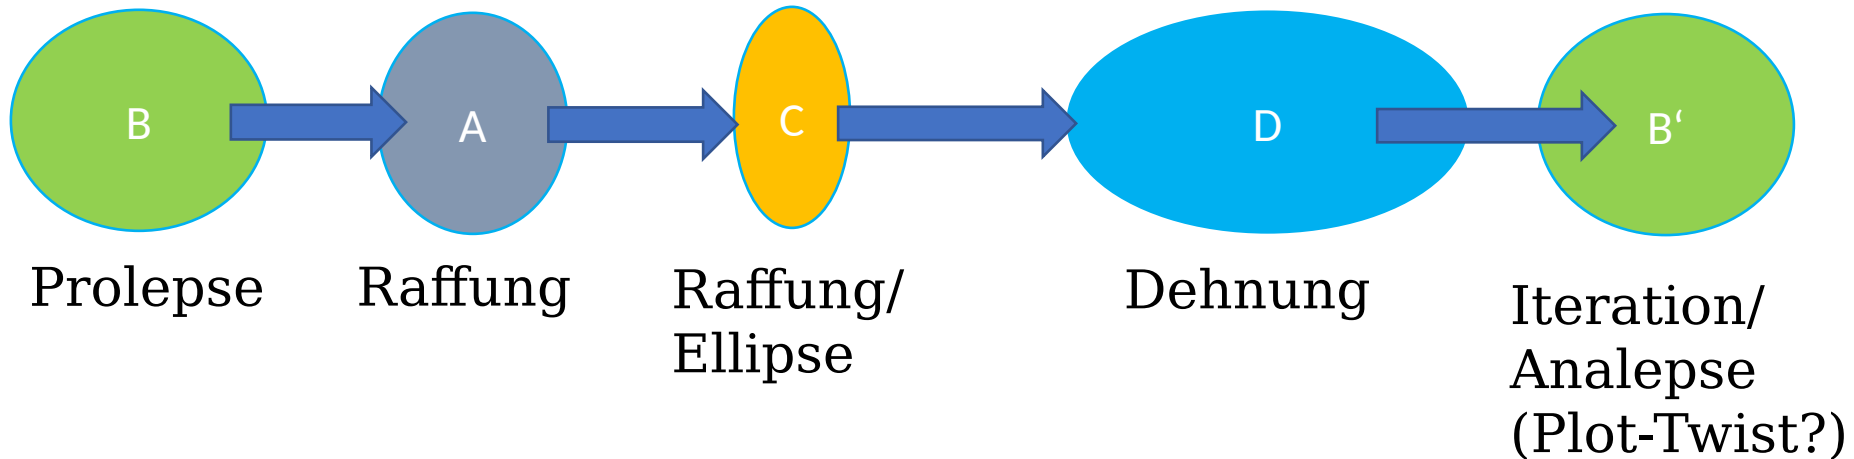 B
A
C
D
B‘
Prolepse
Raffung
Raffung/
Ellipse
Dehnung
Iteration/
Analepse
(Plot-Twist?)